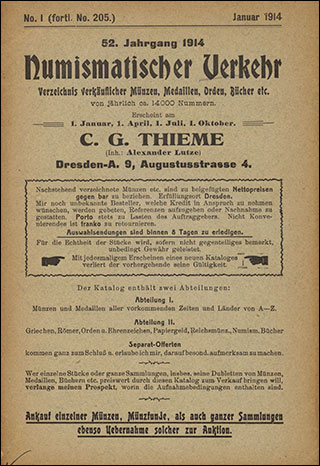 No. 1 (fortl. No. 205.) Januar 1914
52. Jahrgang 1914
Numismatischer Verkehr
Verzeichnis verkäuflicher Münzen, Medaillen, Orden, Bücher etc.
von jährlich ca. 14000 Nummern.
Erscheint am
1. Januar, 1. April, 1. Juli, 1. Oktober.
C. G. THIEME
(Inh.: Alexander Lutze)
Dresden-A. 9, Augustusstrasse 4.
Nachstehend verzeichnete Münzen etc. sind zu beigefügten Nettopreisen
gegen bar zu beziehen. Erfüllungsort Dresden.
Mir noch unbekannte Besteller, welche Kredit in Anspruch zu nehmen
wünschen, werden gebeten, Referenzen aufzugeben oder Nachnahme zu
gestatten. Porto stets zu Lasten des Auftraggebers. Nicht Konve-
nierendes ist franko zu retournieren.
Auswahlsendungen sind binnen 8 Tagen zu erledigen.
Für die Echtheit der Stücke wird, sofern nicht gegenteiliges bemerkt,
unbedingt Gewähr geleistet.
Mit jedesmaligem Erscheinen eines neuen Kataloges
verliert der vorhergehende seine Gültigkeit.
Der Katalog enthält zwei Abteilungen:
Abteilung I.
Münzen und Medaillen aller vorkommenden Zeiten und Länder von A—Z.
Abteilung II.
Griechen, Römer, Orden u. Ehrenzeichen, Papiergeld, Reichsmünz., Numism. Bücher
Separat-Offerten
kommen ganz zum Schluß u. erlaube ich mir, darauf besond. aufmerksam zu machen.
Wer einzelne Stücke oder ganze Sammlungen, insbes. seine Dubletten von Münzen,
Medaillen, Büchern etc. preiswert durch diesen Katalog zum Verkauf bringen will,
verlange meinen Prospekt, worin die Aufnahmebedingungen enthalten sind.
Ankauf einzelner Münzen, Münzfunde, als auch ganzer Sammlungen
ebenso Uebernahme solcher zur Auktion.